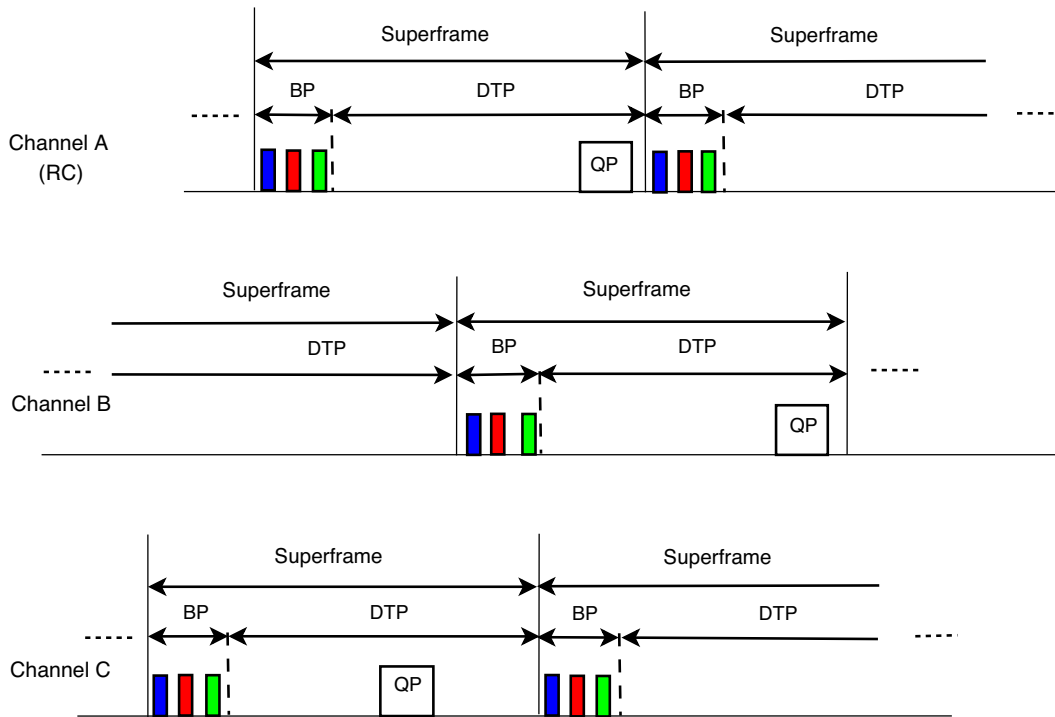 Superframe
Superframe
BP
DTP
BP
DTP
Channel A
(RC)
QP
Superframe
Superframe
DTP
BP
DTP
Channel B
QP
Superframe
Superframe
BP
DTP
BP
DTP
Channel C
QP